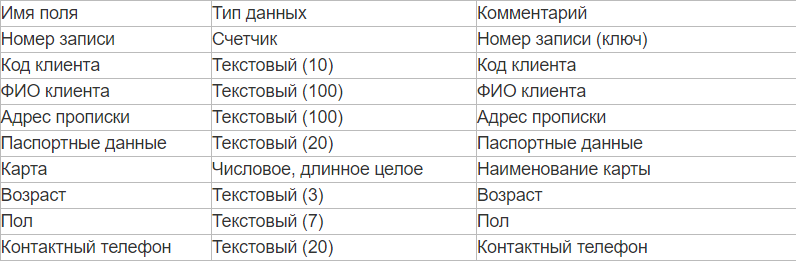 Имя поля Тип данных Комментарий
Номер записи Счетчик Номер записи (ключ)
Код клиента Текстовый (10) Код клиента
ФИО клиента Текстовый (100) ФИО клиента
Адрес прописки Текстовый (100) Адрес прописки
Паспортные данные Текстовый (20) Паспортные данные
Карта Числовое, длинное целое Наименование карты
Возраст Текстовый (3) Возраст
Пол Текстовый (7) Пол
Контактный телефон Текстовый (20) Контактный телефон